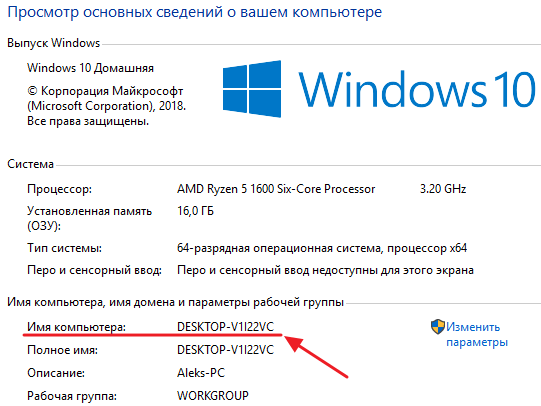 Просмотр основных сведений о вашем компьютере
Выпуск Windows
Windows 10 Домашняя
© Корпорация Майкрософт
(Microsoft Corporation), 2018.
Все права защищены.
Windows 10
Система
Процессор: AMD Ryzen 5 1600 Six-Core Processor 3.20 GHz
Установленная память
(ОЗУ): 16,0 ГБ
Тип системы: 64-разрядная операционная система, процессор x64
Перо и сенсорный ввод: Перо и сенсорный ввод недоступны для этого экрана
Имя компьютера, имя домена и параметры рабочей группы
Имя компьютера: DESKTOP-V1I22VC
Изменить
параметры
Полное имя: DESKTOP-V1I22VC
Описание: Aleks-PC
Рабочая группа: WORKGROUP